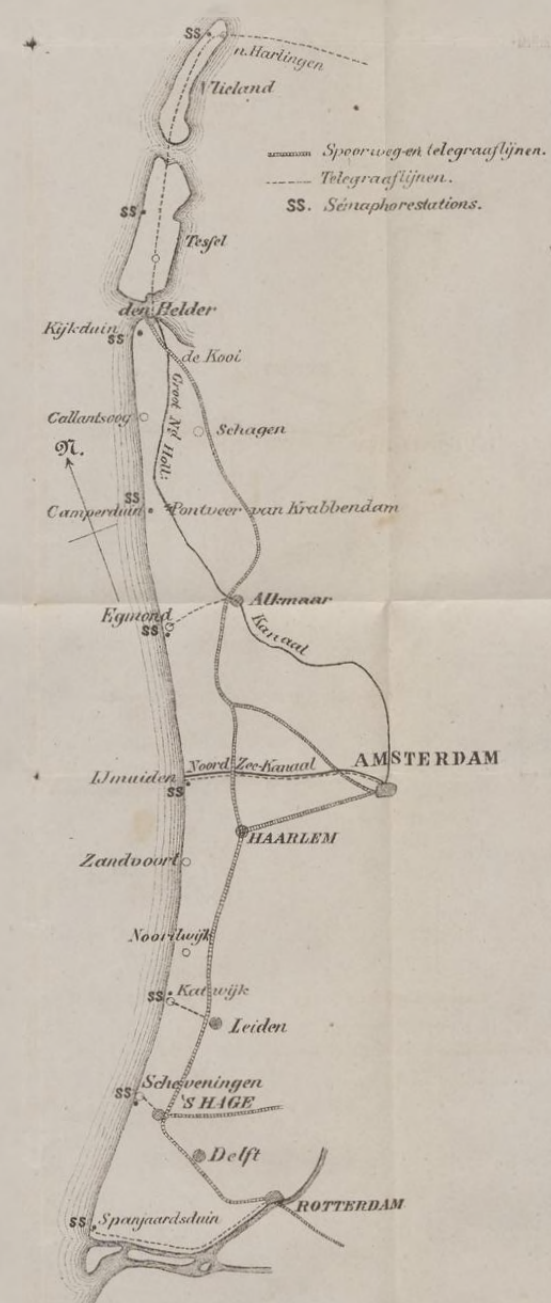 SS.
n. Harlingen
Vlieland
Spoorweg-en telegraaflijnen.
Telegraaflijnen.
SS. Sémaphorestations.
SS
Tessel
den Helder
Kijkduin
SS
de Kooi
Groot Nd Holl:
Callantsoog
Schagen
N.
SS
Camperduin
Pontveer van Krabbendam
Alkmaar
Egmond
SS
Kanaal
Noord Zee-Kanaal
AMSTERDAM
IJmuiden
SS
HAARLEM
Zandvoort
Noordwijk
SS
Katwijk
Leiden
Scheveningen
SS
'S HAGE
Delft
ROTTERDAM
SS
Spanjaardsduin